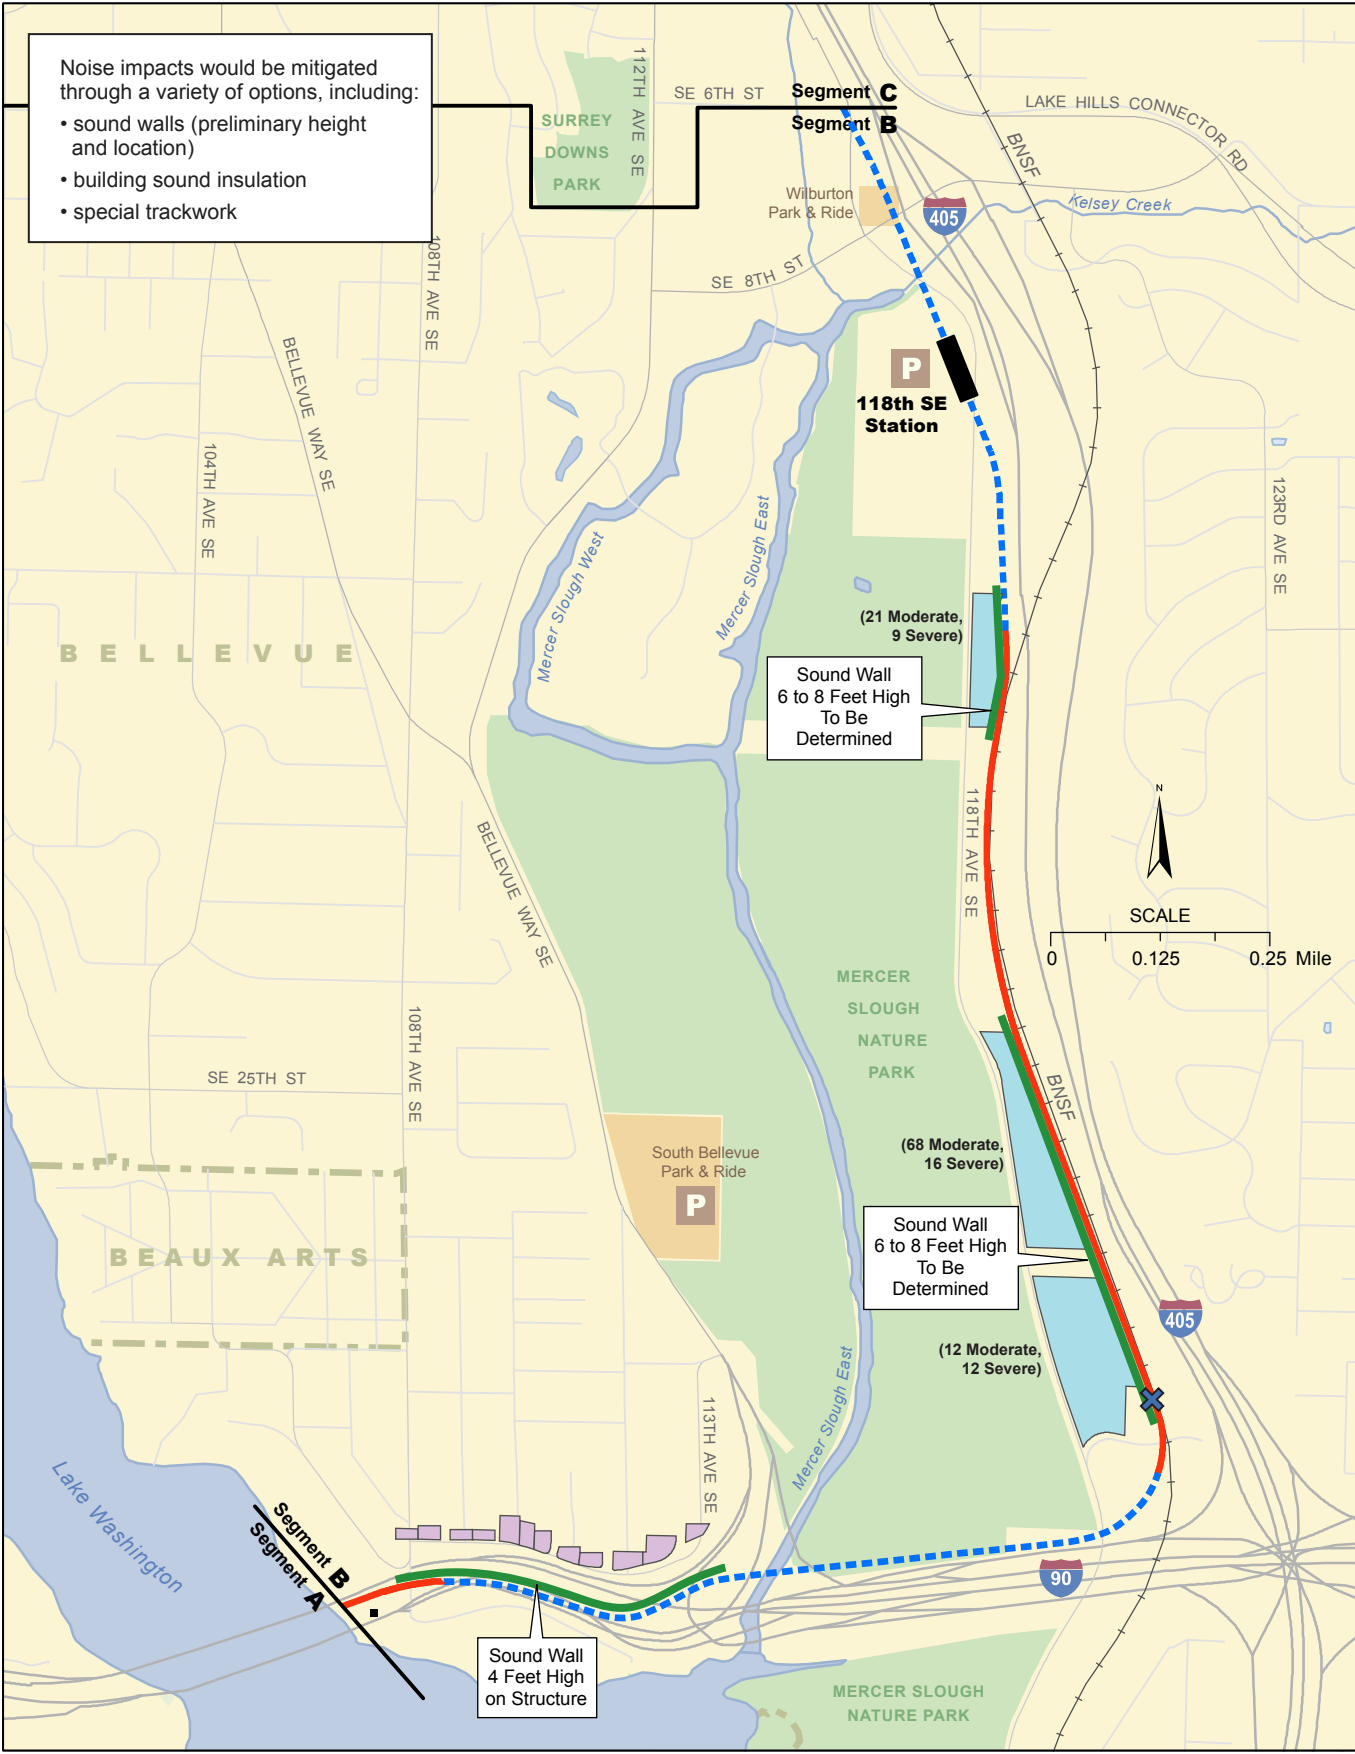 Noise impacts would be mitigated
through a variety of options, including:
• sound walls (preliminary height
and location)
• building sound insulation
• special trackwork
SURREY
DOWNS
PARK
112TH AVE SE
SE 6TH ST
Segment C
Segment B
LAKE HILLS CONNECTOR RD
BNSF
Wilburton
Park & Ride
405
Kelsey Creek
SE 8TH ST
108TH AVE SE
BELLEVUE WAY SE
104TH AVE SE
P
118th SE
Station
123RD AVE SE
Mercer Slough West
Mercer Slough East
(21 Moderate,
9 Severe)
BELLEVUE
Sound Wall
6 to 8 Feet High
To Be
Determined
118TH AVE SE
N
BELLEVUE WAY SE
SCALE
0
0.125
0.25 Mile
MERCER
SLOUGH
NATURE
PARK
108TH AVE SE
SE 25TH ST
BNSF
South Bellevue
Park & Ride
P
(68 Moderate,
16 Severe)
BEAUX ARTS
Sound Wall
6 to 8 Feet High
To Be
Determined
405
(12 Moderate,
12 Severe)
Mercer Slough East
113TH AVE SE
Lake Washington
Segment B
Segment A
90
Sound Wall
4 Feet High
on Structure
MERCER SLOUGH
NATURE PARK